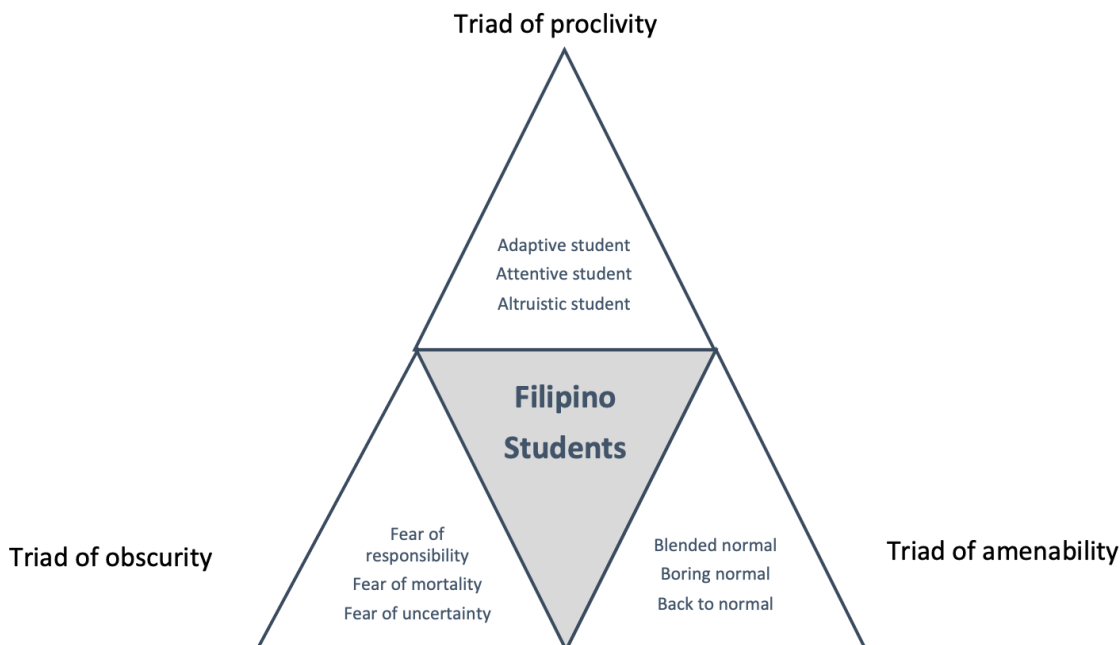 Triad of proclivity
Adaptive student
Attentive student
Altruistic student
Filipino
Students
Triad of obscurity
Fear of
responsibility
Fear of mortality
Fear of uncertainty
Blended normal
Boring normal
Back to normal
Triad of amenability